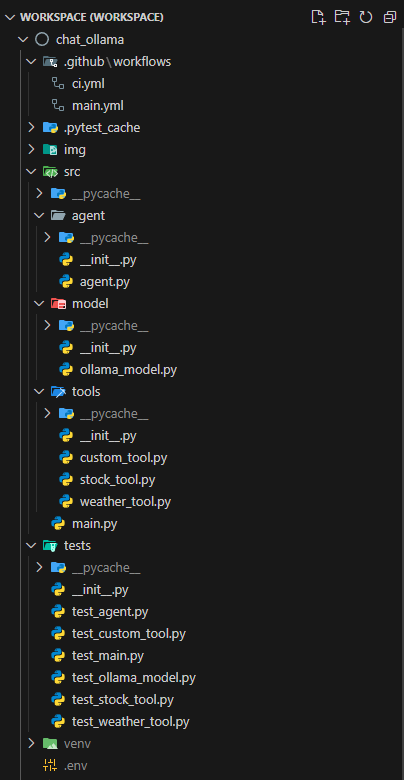 WORKSPACE (WORKSPACE)
chat_ollama
.github\workflows
ci.yml
main.yml
.pytest_cache
img
src
__pycache__
agent
__pycache__
__init__.py
agent.py
model
__pycache__
__init__.py
ollama_model.py
tools
__pycache__
__init__.py
custom_tool.py
stock_tool.py
weather_tool.py
main.py
tests
__pycache__
__init__.py
test_agent.py
test_custom_tool.py
test_main.py
test_ollama_model.py
test_stock_tool.py
test_weather_tool.py
venv
.env